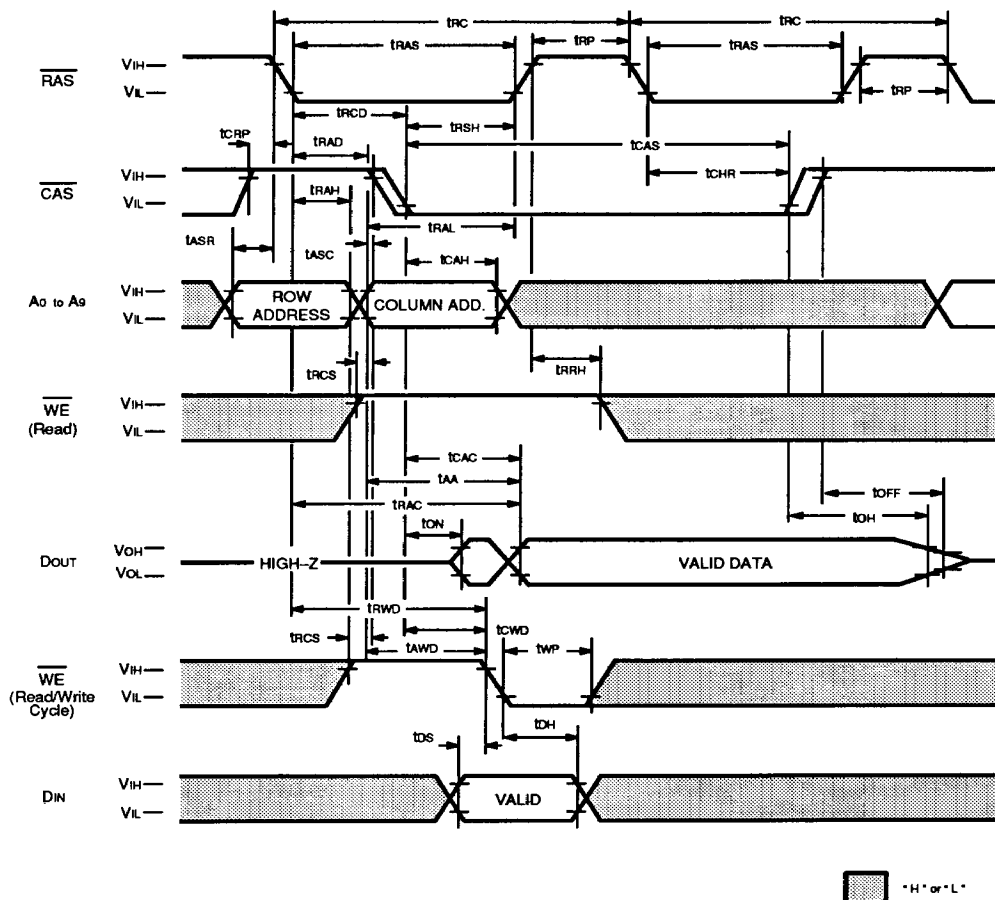 tRC tRC
tRAS tRP tRAS
RAS VIH
VIL tRP
tRCD tRSH
tCRP tRAD tCAS
CAS VIH tCHR
VIL tRAH
tRAL
tASR tASC tCAH
A0 to A9 VIH ROW ADDRESS COLUMN ADD.
VIL
tRCS tRRH
WE (Read) VIH
VIL
tCAC
tAA
tRAC tOFF
tON tOH
DOUT VOH HIGH–Z VALID DATA
VOL
tRWD
tRCS tCWD
tAWD tWP
WE (Read/Write Cycle) VIH
VIL
tDS tDH
DIN VIH VALID
VIL
"H" or "L"